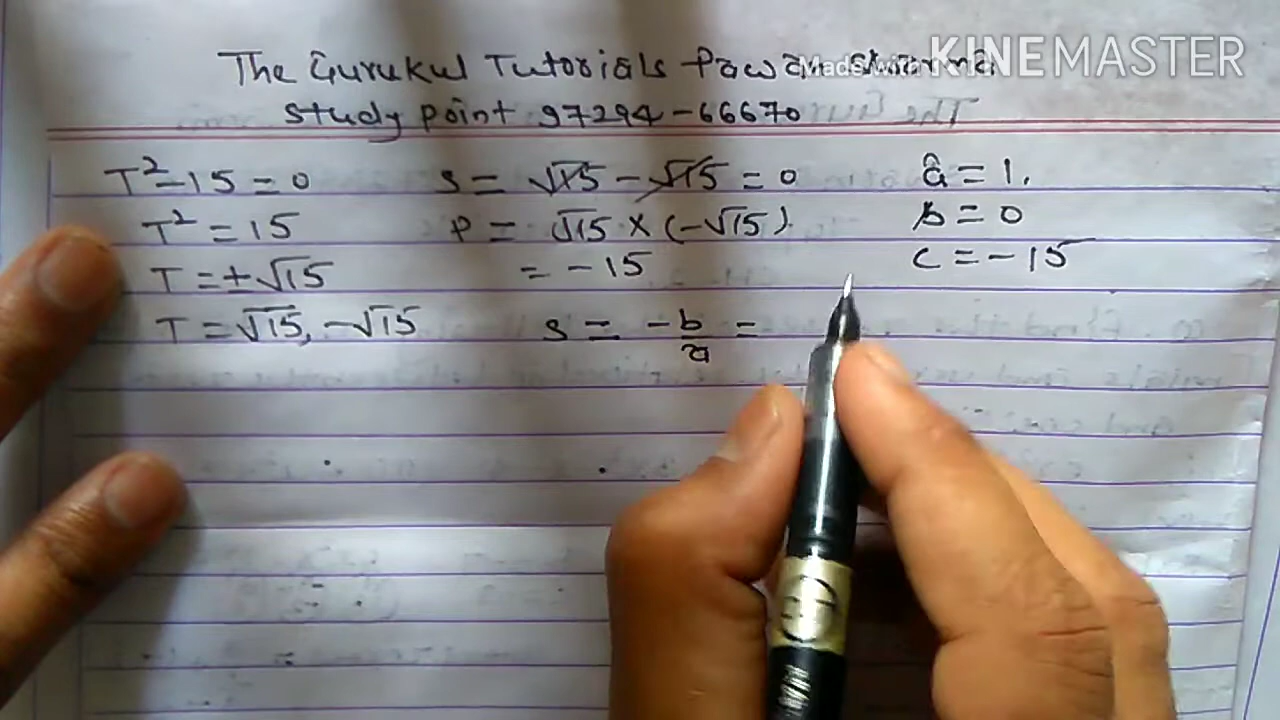 The Gurukul Tutorials Pawan Sharma
Made with KINEMASTER
Study point 97294-66670
T²-15=0
T²=15
T=±√15
T=√15, -√15
S = √15 - √15 = 0
P = √15 × (-√15)
= -15
S = -b/a =
a = 1.
b = 0
c = -15